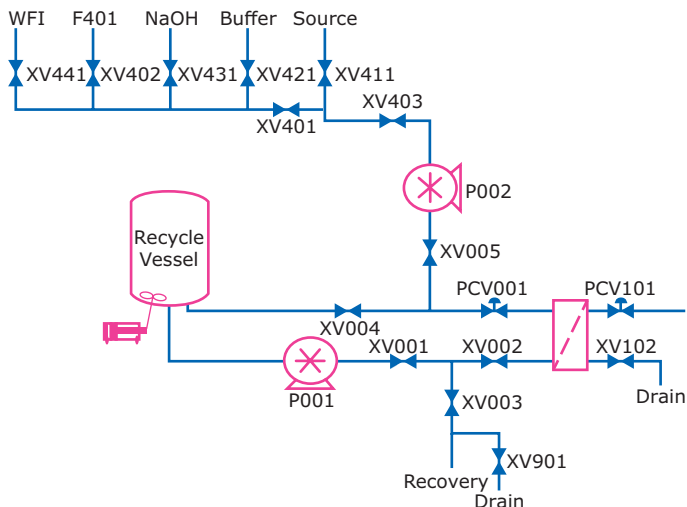 WFI F401 NaOH Buffer Source
XV441 XV402 XV431 XV421 XV411
XV403
XV401
P002
Recycle
Vessel
XV005
PCV001 PCV101
XV004
XV001 XV002 XV102
P001
XV003
Drain
XV901
Recovery
Drain